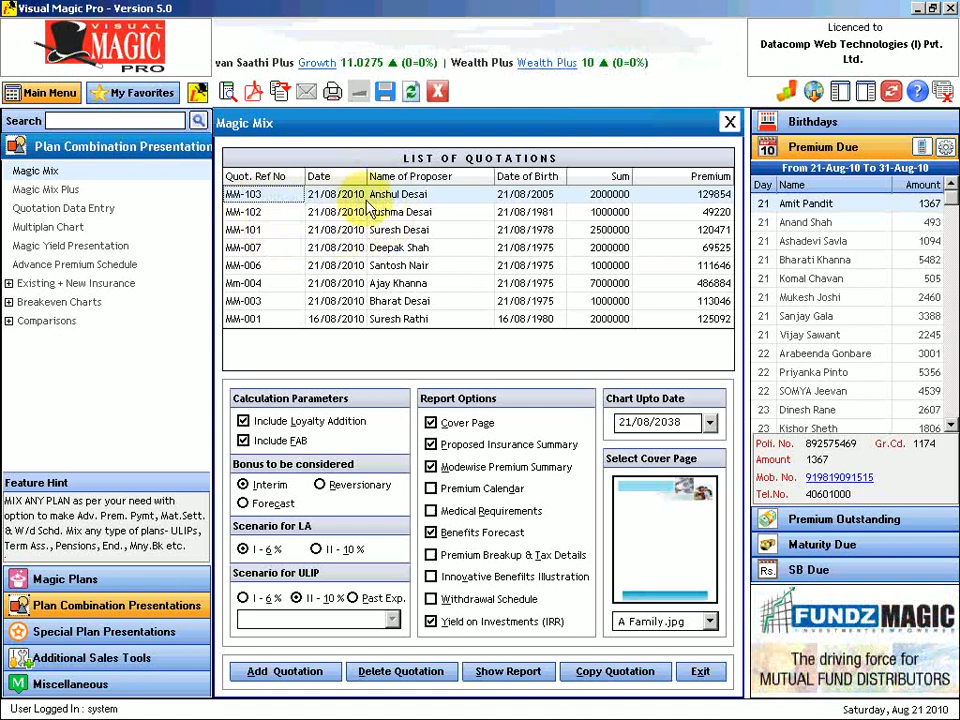 Visual Magic Pro - Version 5.0
VISUAL
MAGIC
PRO
van Saathi Plus Growth 11.0275 ▲ (0=0%) | Wealth Plus Wealth Plus 10 ▲ (0=0%)
Licenced to
Datacomp Web Technologies (I) Pvt.
Ltd.
Main Menu
My Favorites
Search
Plan Combination Presentation
Magic Mix
Magic Mix Plus
Quotation Data Entry
Multiplan Chart
Magic Yield Presentation
Advance Premium Schedule
Existing + New Insurance
Breakeven Charts
Comparisons
Feature Hint
MIX ANY PLAN as per your need with
option to make Adv. Prem. Pymt, Mat.Sett.
& W/d Schd. Mix any type of plans- ULIPs,
Term Ass., Pensions, End., Mny.Bk etc.
Magic Plans
Plan Combination Presentations
Special Plan Presentations
Additional Sales Tools
Miscellaneous
Magic Mix
X
LIST OF QUOTATIONS
Quot. Ref No Date Name of Proposer Date of Birth Sum Premium
MM-103 21/08/2010 Anshul Desai 21/08/2005 2000000 129854
MM-102 21/08/2010 ushma Desai 21/08/1981 1000000 49220
MM-101 21/08/2010 Suresh Desai 21/08/1978 2500000 120471
MM-007 21/08/2010 Deepak Shah 21/08/1975 2000000 69525
MM-006 21/08/2010 Santosh Nair 21/08/1975 1000000 111646
Mm-004 21/08/2010 Ajay Khanna 21/08/1975 7000000 486884
MM-003 21/08/2010 Bharat Desai 21/08/1975 1000000 113046
MM-001 16/08/2010 Suresh Rathi 16/08/1980 2000000 125092
Calculation Parameters
Include Loyalty Addition
Include FAB
Bonus to be considered
Interim Reversionary
Forecast
Scenario for LA
I - 6 % II - 10 %
Scenario for ULIP
I - 6 % II - 10 % Past Exp.
Report Options
Cover Page
Proposed Insurance Summary
Modewise Premium Summary
Premium Calendar
Medical Requirements
Benefits Forecast
Premium Breakup & Tax Details
Innovative Benefits Illustration
Withdrawal Schedule
Yield on Investments (IRR)
Chart Upto Date
21/08/2038
Select Cover Page
A Family.jpg
Add Quotation
Delete Quotation
Show Report
Copy Quotation
Exit
Birthdays
10
Premium Due
From 21-Aug-10 To 31-Aug-10
Day Name Amount
21 Amit Pandit 1367
21 Anand Shah 493
21 Ashadevi Savla 1094
21 Bharati Khanna 5482
21 Komal Chavan 505
21 Mukesh Joshi 2460
21 Sanjay Gala 3388
21 Vijay Sawant 2245
22 Arabeenda Gonbare 3001
22 Priyanka Pinto 5356
22 SOMYA Jeevan 4539
23 Dinesh Rane 2607
23 Kishor Sheth 1806
Poli. No. 892575469 Gr.Cd. 1174
Amount 1367
Mob. No. 919819091515
Tel.No. 40601000
Premium Outstanding
Maturity Due
Rs.
SB Due
FUNDZMAGIC
The driving force for
MUTUAL FUND DISTRIBUTORS
User Logged In : system
Saturday, Aug 21 2010